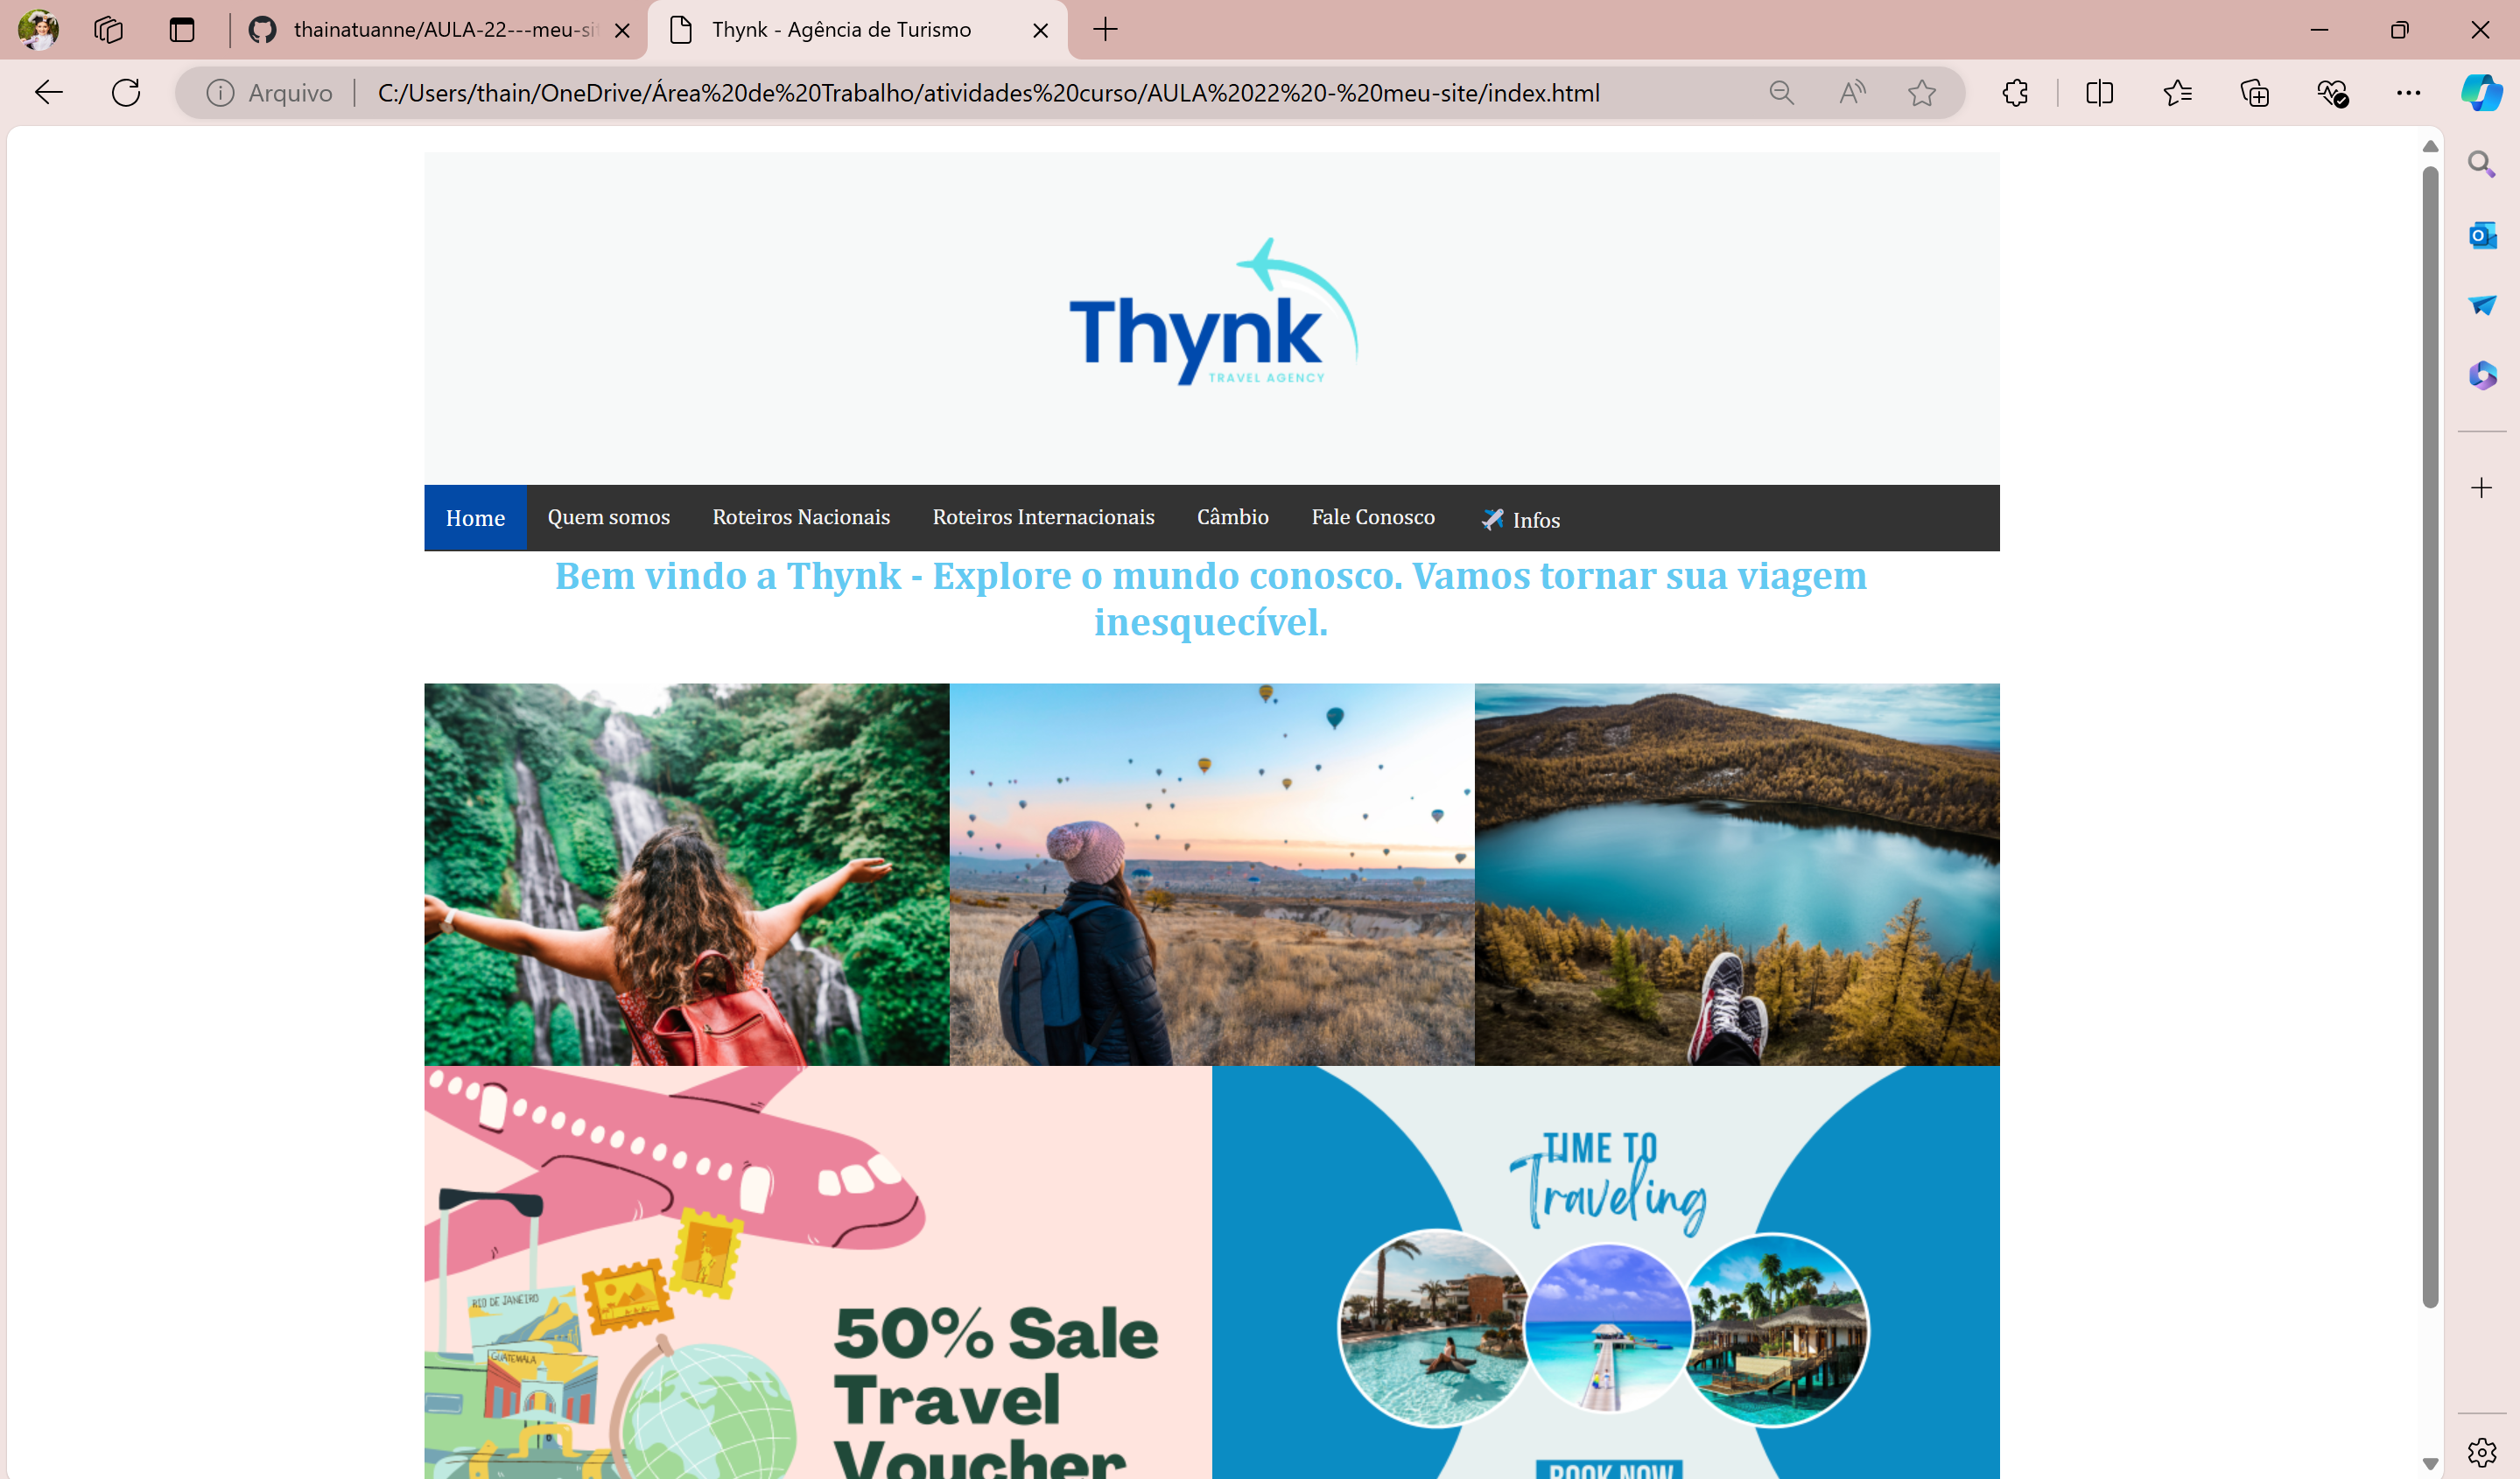 thainatuanne/AULA-22---meu-si
Thynk - Agência de Turismo
Arquivo
C:/Users/thain/OneDrive/Área%20de%20Trabalho/atividades%20curso/AULA%2022%20-%20meu-site/index.html
Thynk
TRAVEL AGENCY
Home
Quem somos
Roteiros Nacionais
Roteiros Internacionais
Câmbio
Fale Conosco
Infos
Bem vindo a Thynk - Explore o mundo conosco. Vamos tornar sua viagem
inesquecível.
RIO DE JANEIRO
GUATEMALA
50% Sale
Travel
Voucher
TIME TO
Traveling
BOOK NOW